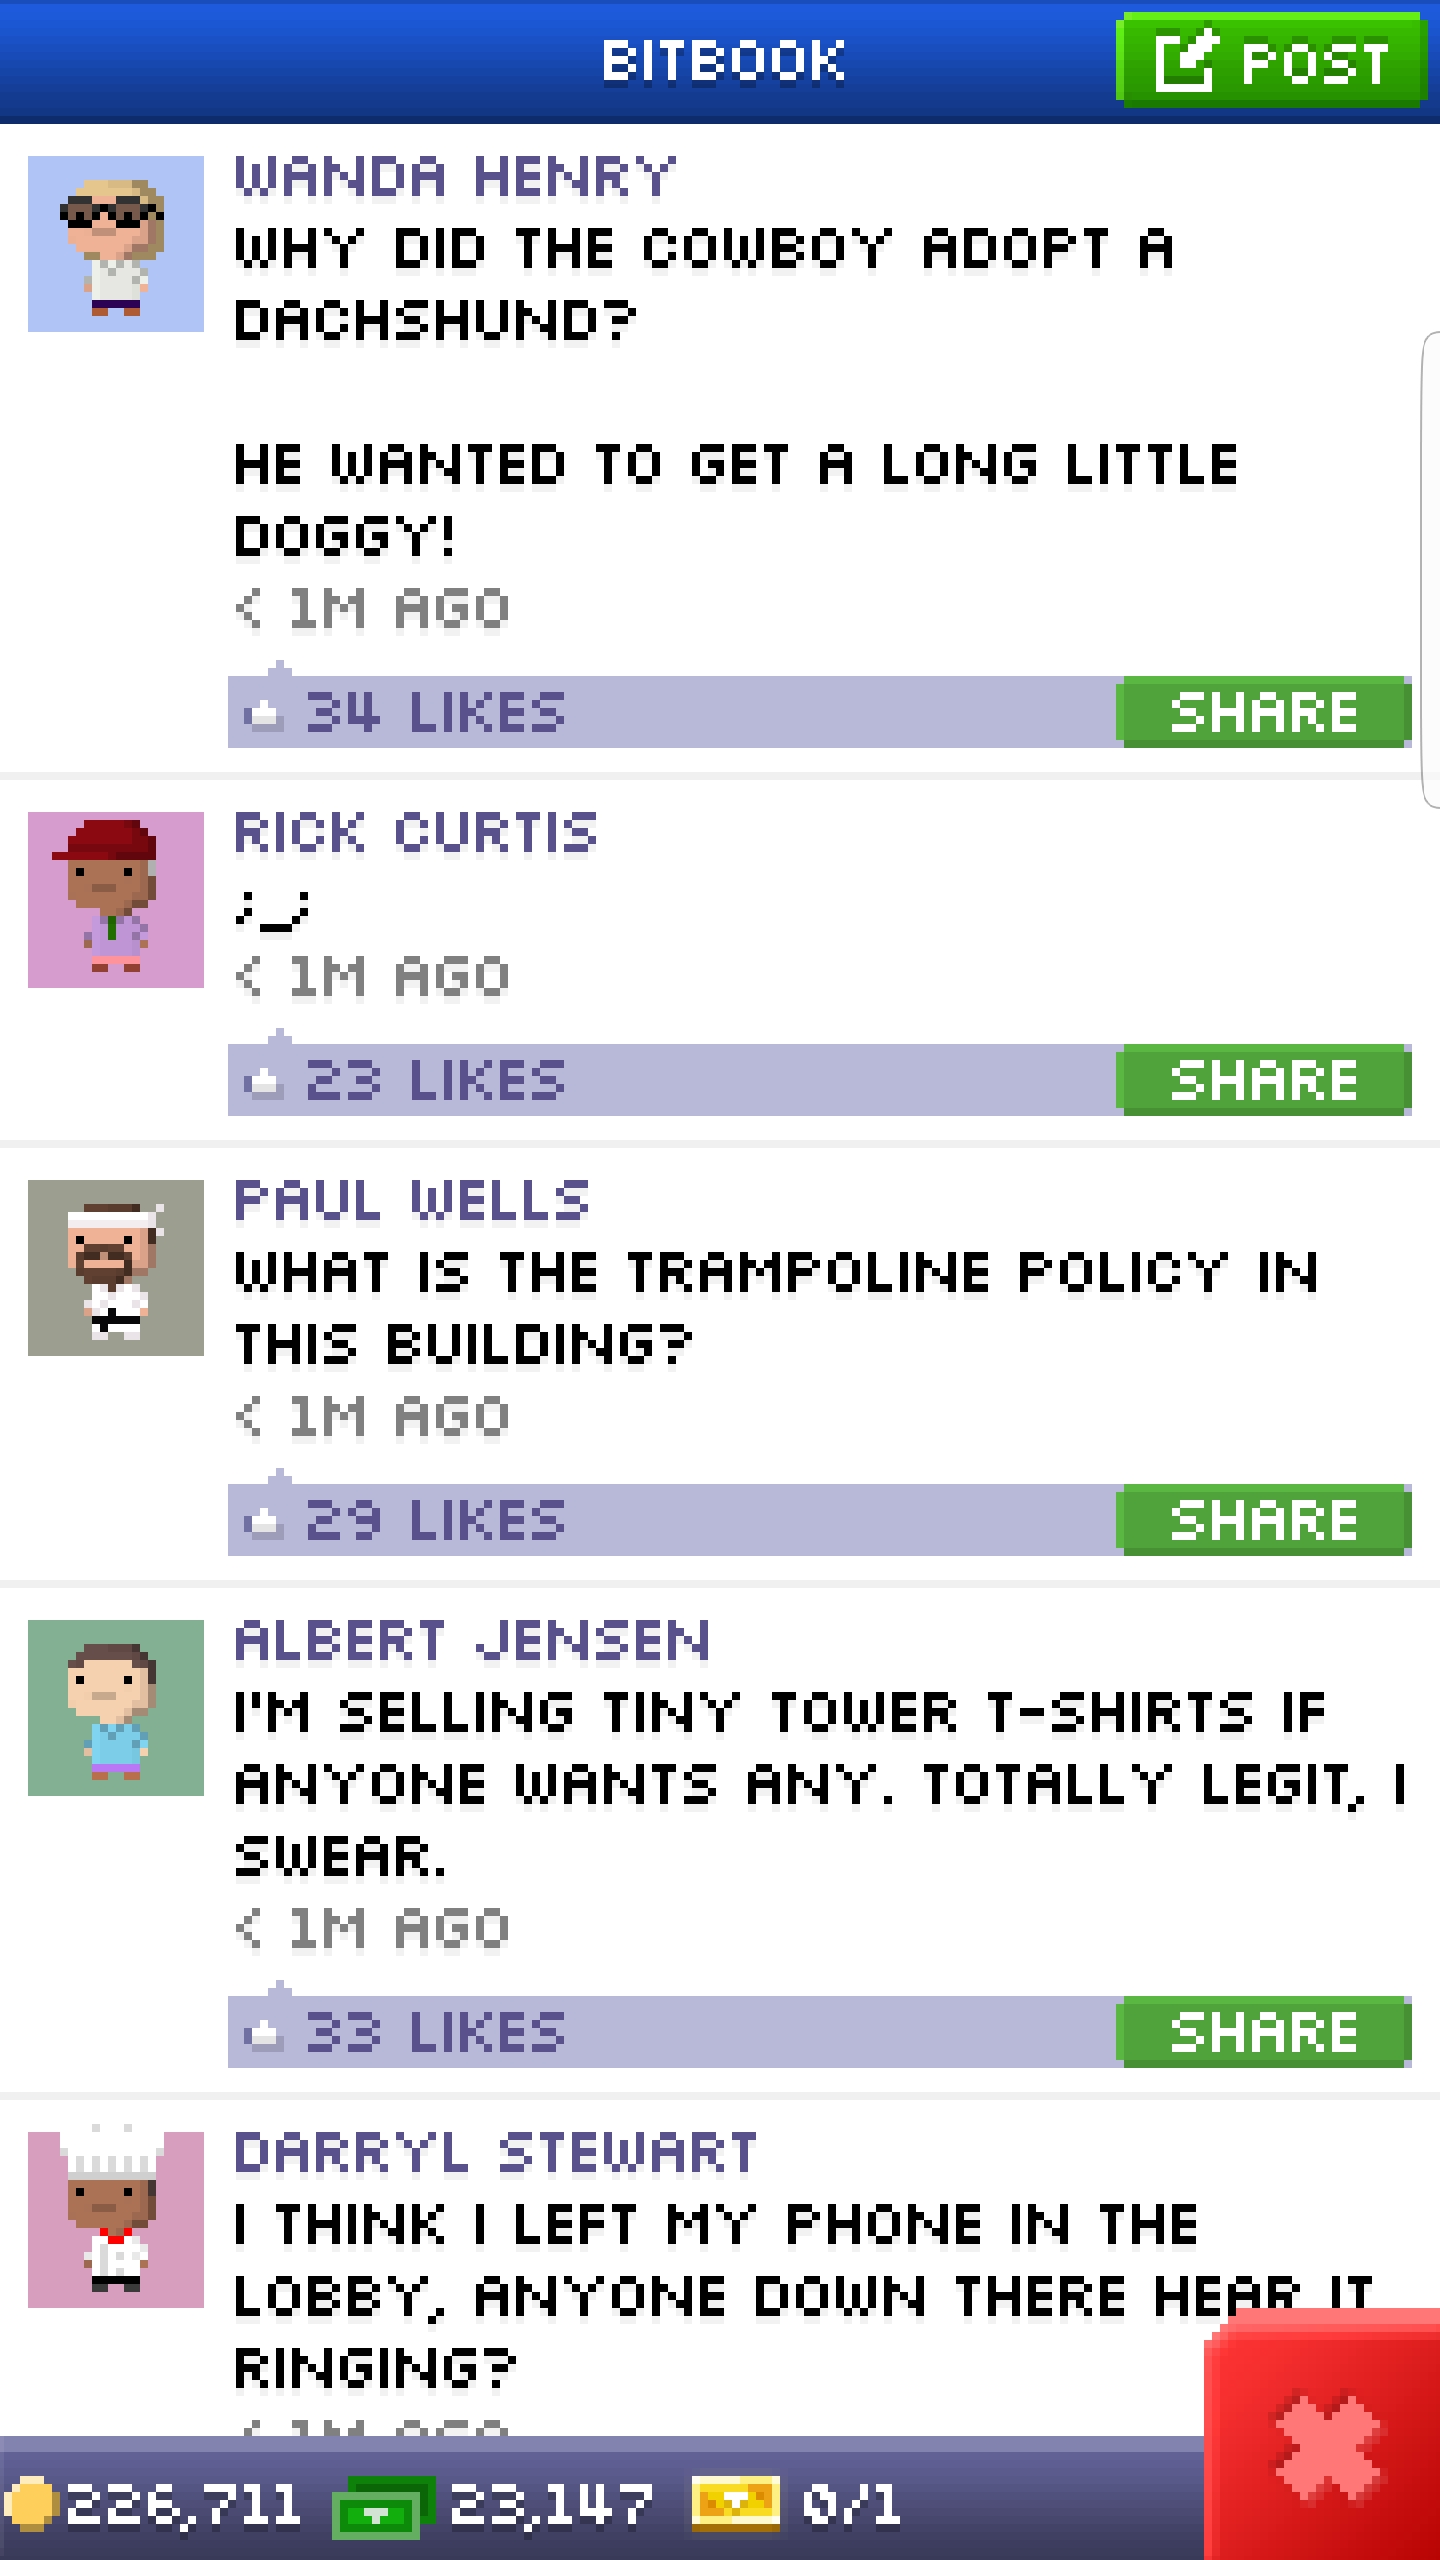 BITBOOK
POST
WANDA HENRY
WHY DID THE COWBOY ADOPT A
DACHSHUND?
HE WANTED TO GET A LONG LITTLE
DOGGY!
< 1M AGO
34 LIKES
SHARE
RICK CURTIS
;_;
< 1M AGO
23 LIKES
SHARE
PAUL WELLS
WHAT IS THE TRAMPOLINE POLICY IN
THIS BUILDING?
< 1M AGO
29 LIKES
SHARE
ALBERT JENSEN
I'M SELLING TINY TOWER T-SHIRTS IF
ANYONE WANTS ANY. TOTALLY LEGIT, I
SWEAR.
< 1M AGO
33 LIKES
SHARE
DARRYL STEWART
I THINK I LEFT MY PHONE IN THE
LOBBY, ANYONE DOWN THERE HEAR IT
RINGING?
< 1M AGO
226,711
23,147
0/1